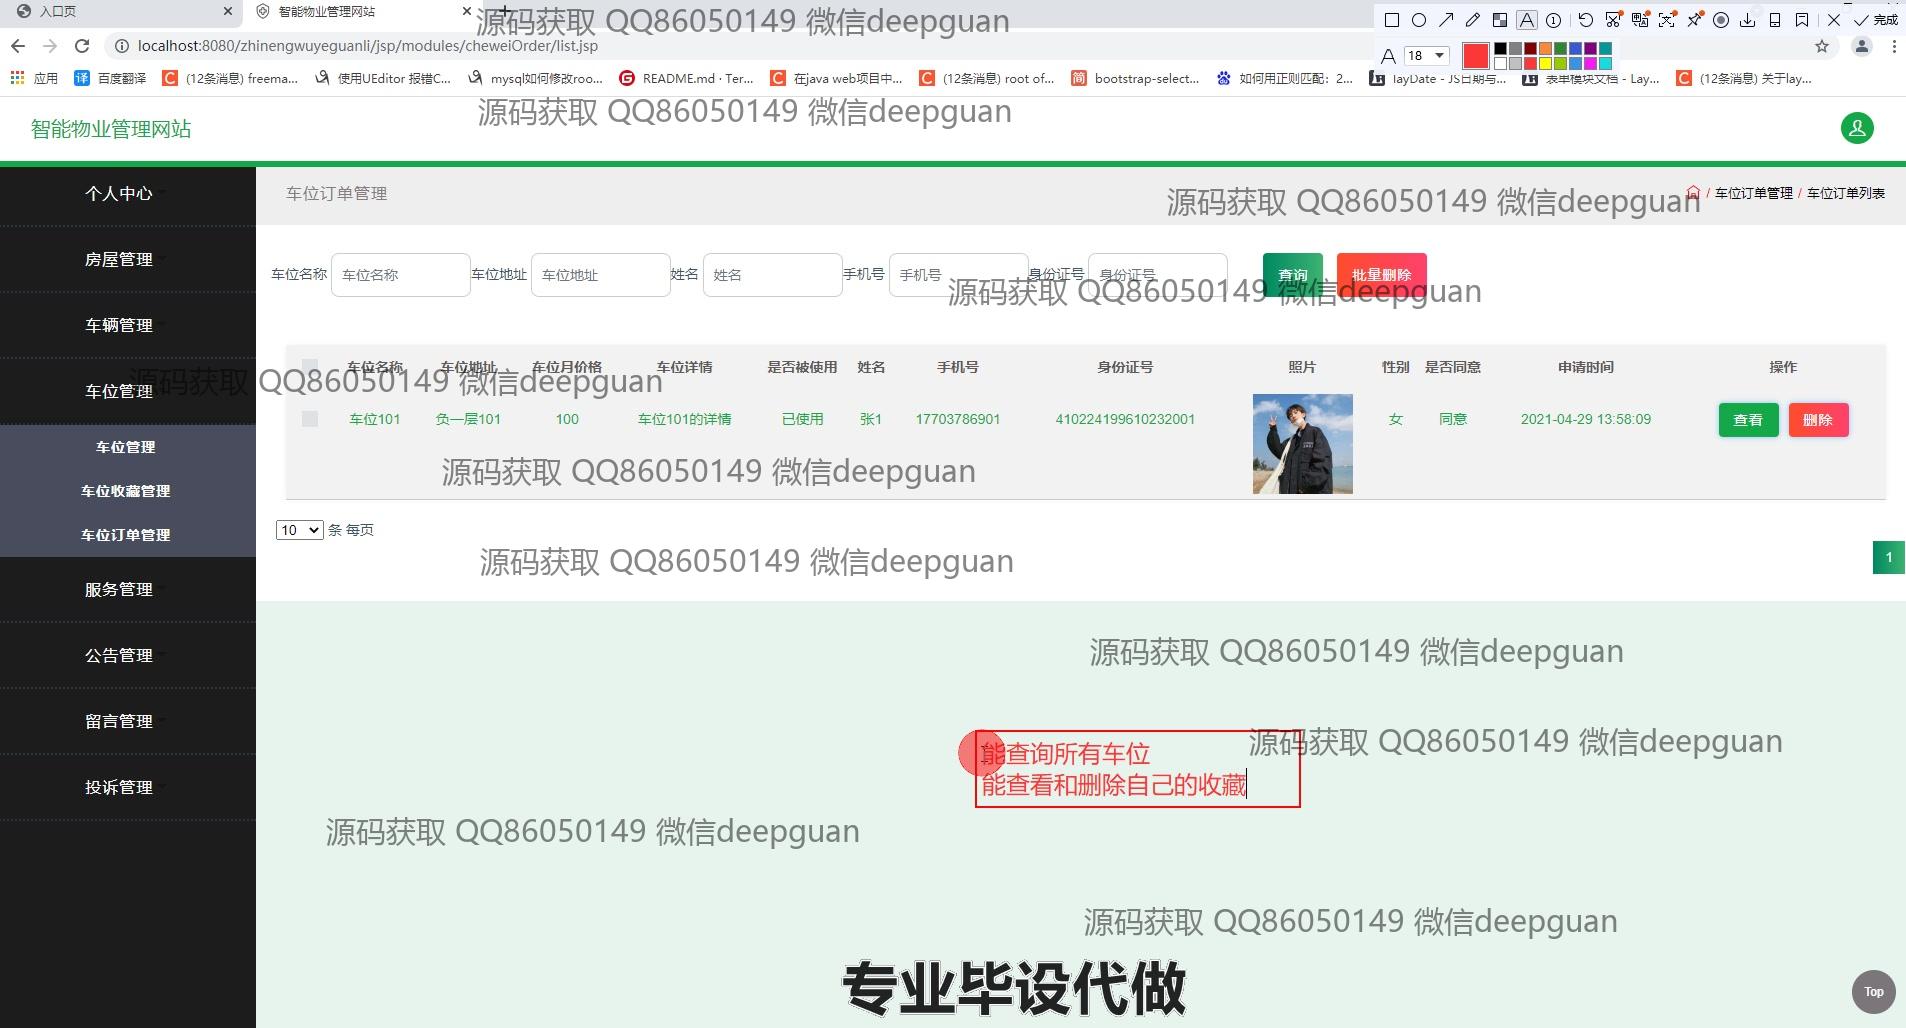 入口页
智能物业管理网站
源码获取 QQ86050149 微信deepguan
完成
localhost:8080/zhinengwuyeguanli/jsp/modules/cheweiOrder/list.jsp
18
应用
百度翻译
(12条消息) freema...
使用UEditor 报错C...
mysql如何修改roo...
README.md · Ter...
在java web项目中...
(12条消息) root of...
bootstrap-select...
如何用正则匹配：2...
layDate - JS日期与...
表单模块文档 - Lay...
(12条消息) 关于lay...
源码获取 QQ86050149 微信deepguan
智能物业管理网站
个人中心
车位订单管理
源码获取 QQ86050149 微信deepguan
/ 车位订单管理 / 车位订单列表
房屋管理
车位名称 车位名称 车位地址 车位地址 姓名 姓名 手机号 手机号 身份证号 身份证号 查询 批量删除
源码获取 QQ86050149 微信deepguan
车辆管理
车位名称 车位地址 车位月价格 车位详情 是否被使用 姓名 手机号 身份证号 照片 性别 是否同意 申请时间 操作
源码获取 QQ86050149 微信deepguan
车位管理
车位101 负一层101 100 车位101的详情 已使用 张1 17703786901 410224199610232001 女 同意 2021-04-29 13:58:09 查看 删除
车位管理
源码获取 QQ86050149 微信deepguan
车位收藏管理
车位订单管理
10 条 每页
源码获取 QQ86050149 微信deepguan
1
服务管理
公告管理
源码获取 QQ86050149 微信deepguan
留言管理
能查询所有车位
源码获取 QQ86050149 微信deepguan
能查看和删除自己的收藏
投诉管理
源码获取 QQ86050149 微信deepguan
源码获取 QQ86050149 微信deepguan
专业毕设代做
Top